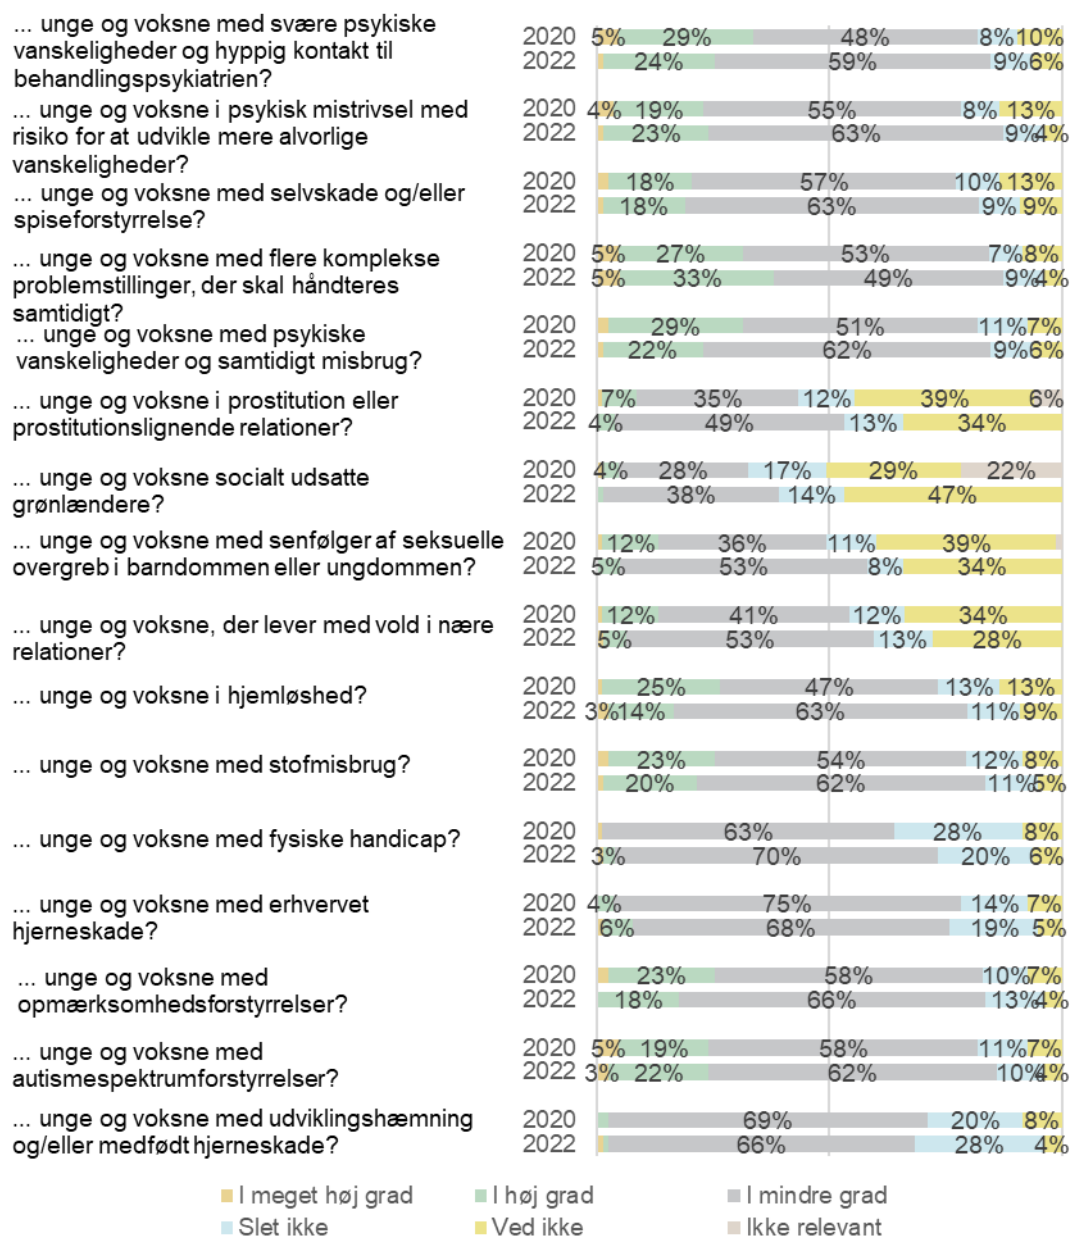 ... unge og voksne med svære psykiske
vanskeligheder og hyppig kontakt til
behandlingspsykiatrien?
2020 5% 29% 48% 8% 10%
2022 24% 59% 9% 6%
... unge og voksne i psykisk mistrivsel med
risiko for at udvikle mere alvorlige
vanskeligheder?
2020 4% 19% 55% 8% 13%
2022 23% 63% 9% 4%
... unge og voksne med selvskade og/eller
spiseforstyrrelse?
2020 18% 57% 10% 13%
2022 18% 63% 9% 9%
... unge og voksne med flere komplekse
problemstillinger, der skal håndteres
samtidigt?
2020 5% 27% 53% 7% 8%
2022 5% 33% 49% 9% 4%
... unge og voksne med psykiske
vanskeligheder og samtidigt misbrug?
2020 29% 51% 11% 7%
2022 22% 62% 9% 6%
... unge og voksne i prostitution eller
prostitutionslignende relationer?
2020 7% 35% 12% 39% 6%
2022 4% 49% 13% 34%
... unge og voksne socialt udsatte
grønlændere?
2020 4% 28% 17% 29% 22%
2022 38% 14% 47%
... unge og voksne med senfølger af seksuelle
overgreb i barndommen eller ungdommen?
2020 12% 36% 11% 39%
2022 5% 53% 8% 34%
... unge og voksne, der lever med vold i nære
relationer?
2020 12% 41% 12% 34%
2022 5% 53% 13% 28%
... unge og voksne i hjemløshed?
2020 25% 47% 13% 13%
2022 3% 14% 63% 11% 9%
... unge og voksne med stofmisbrug?
2020 23% 54% 12% 8%
2022 20% 62% 11% 5%
... unge og voksne med fysiske handicap?
2020 63% 28% 8%
2022 3% 70% 20% 6%
... unge og voksne med erhvervet
hjerneskade?
2020 4% 75% 14% 7%
2022 6% 68% 19% 5%
... unge og voksne med
opmærksomhedsforstyrrelser?
2020 23% 58% 10% 7%
2022 18% 66% 13% 4%
... unge og voksne med
autismespektrumforstyrrelser?
2020 5% 19% 58% 11% 7%
2022 3% 22% 62% 10% 4%
... unge og voksne med udviklingshæmning
og/eller medfødt hjerneskade?
2020 69% 20% 8%
2022 66% 28% 4%
I meget høj grad I høj grad I mindre grad
Slet ikke Ved ikke Ikke relevant